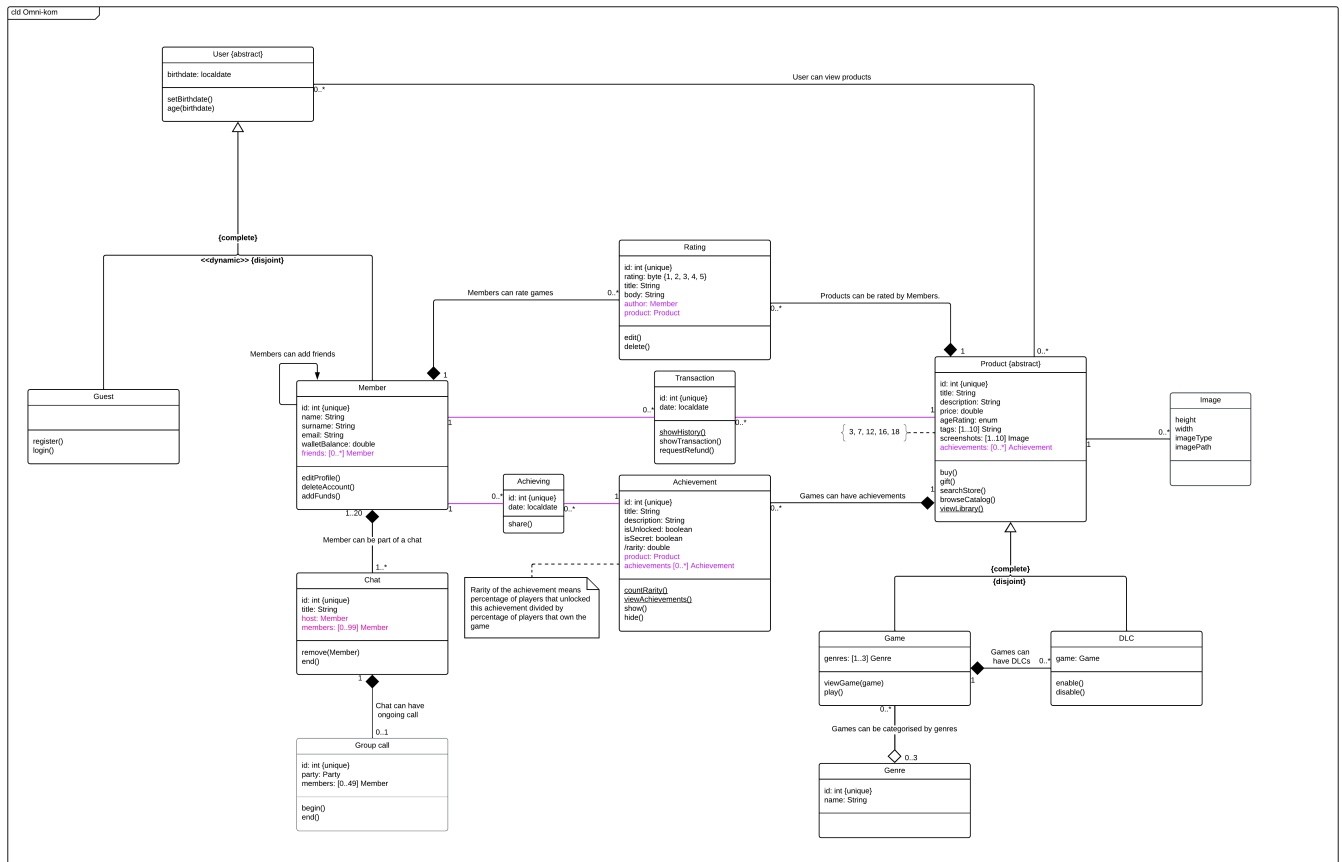 cld Omni-kom
User {abstract}
birthdate: localdate
setBirthdate()
age(birthdate)
0..*
User can view products
{complete}
<<dynamic>> {disjoint}
Guest
register()
login()
Members can add friends
Member
id: int {unique}
name: String
surname: String
email: String
walletBalance: double
friends: [0..*] Member
editProfile()
deleteAccount()
addFunds()
Members can rate games
0..*
1
Rating
id: int {unique}
rating: byte {1, 2, 3, 4, 5}
title: String
body: String
author: Member
product: Product
edit()
delete()
Products can be rated by Members.
0..*
1
0..*
Transaction
id: int {unique}
date: localdate
showHistory()
showTransaction()
requestRefund()
1
0..*
0..*
1
{ 3, 7, 12, 16, 18 }
Product {abstract}
id: int {unique}
title: String
description: String
price: double
ageRating: enum
tags: [1..10] String
screenshots: [1..10] Image
achievements: [0..*] Achievement
buy()
gift()
searchStore()
browseCatalog()
viewLibrary()
1
0..*
Image
height
width
imageType
imagePath
Achieving
id: int {unique}
date: localdate
share()
1
0..*
0..*
1
Achievement
id: int {unique}
title: String
description: String
isUnlocked: boolean
isSecret: boolean
/rarity: double
product: Product
achievements [0..*] Achievement
countRarity()
viewAchievements()
show()
hide()
Games can have achievements
0..*
1
Rarity of the achievement means
percentage of players that unlocked
this achievement divided by
percentage of players that own the
game
1..20
Member can be part of a chat
1..*
Chat
id: int {unique}
title: String
host: Member
members: [0..99] Member
remove(Member)
end()
1
Chat can have
ongoing call
0..1
Group call
id: int {unique}
party: Party
members: [0..49] Member
begin()
end()
{complete}
{disjoint}
Game
genres: [1..3] Genre
viewGame(game)
play()
Games can
have DLCs
0..*
1
DLC
game: Game
enable()
disable()
0..*
Games can be categorised by genres
0..3
Genre
id: int {unique}
name: String